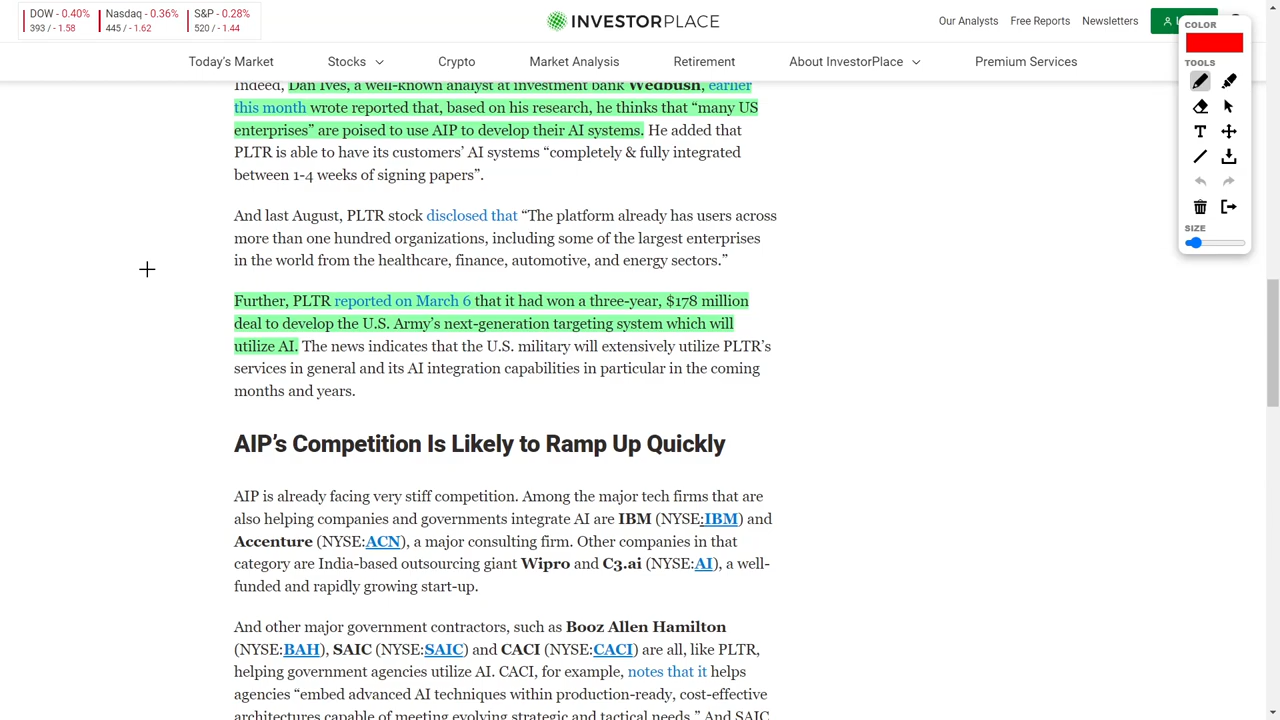 DOW - 0.40%
393 / - 1.58
Nasdaq - 0.36%
445 / - 1.62
S&P - 0.28%
520 / - 1.44
INVESTORPLACE
Our Analysts
Free Reports
Newsletters
Today's Market
Stocks
Crypto
Market Analysis
Retirement
About InvestorPlace
Premium Services
COLOR
TOOLS
T
SIZE
Indeed, Dan Ives, a well-known analyst at investment bank Wedbush, earlier
this month wrote reported that, based on his research, he thinks that “many US
enterprises” are poised to use AIP to develop their AI systems. He added that
PLTR is able to have its customers’ AI systems “completely & fully integrated
between 1-4 weeks of signing papers”.
And last August, PLTR stock disclosed that “The platform already has users across
more than one hundred organizations, including some of the largest enterprises
in the world from the healthcare, finance, automotive, and energy sectors.”
Further, PLTR reported on March 6 that it had won a three-year, $178 million
deal to develop the U.S. Army’s next-generation targeting system which will
utilize AI. The news indicates that the U.S. military will extensively utilize PLTR’s
services in general and its AI integration capabilities in particular in the coming
months and years.
AIP’s Competition Is Likely to Ramp Up Quickly
AIP is already facing very stiff competition. Among the major tech firms that are
also helping companies and governments integrate AI are IBM (NYSE:IBM) and
Accenture (NYSE:ACN), a major consulting firm. Other companies in that
category are India-based outsourcing giant Wipro and C3.ai (NYSE:AI), a well-
funded and rapidly growing start-up.
And other major government contractors, such as Booz Allen Hamilton
(NYSE:BAH), SAIC (NYSE:SAIC) and CACI (NYSE:CACI) are all, like PLTR,
helping government agencies utilize AI. CACI, for example, notes that it helps
agencies “embed advanced AI techniques within production-ready, cost-effective
architectures capable of meeting evolving strategic and tactical needs.” And SAIC